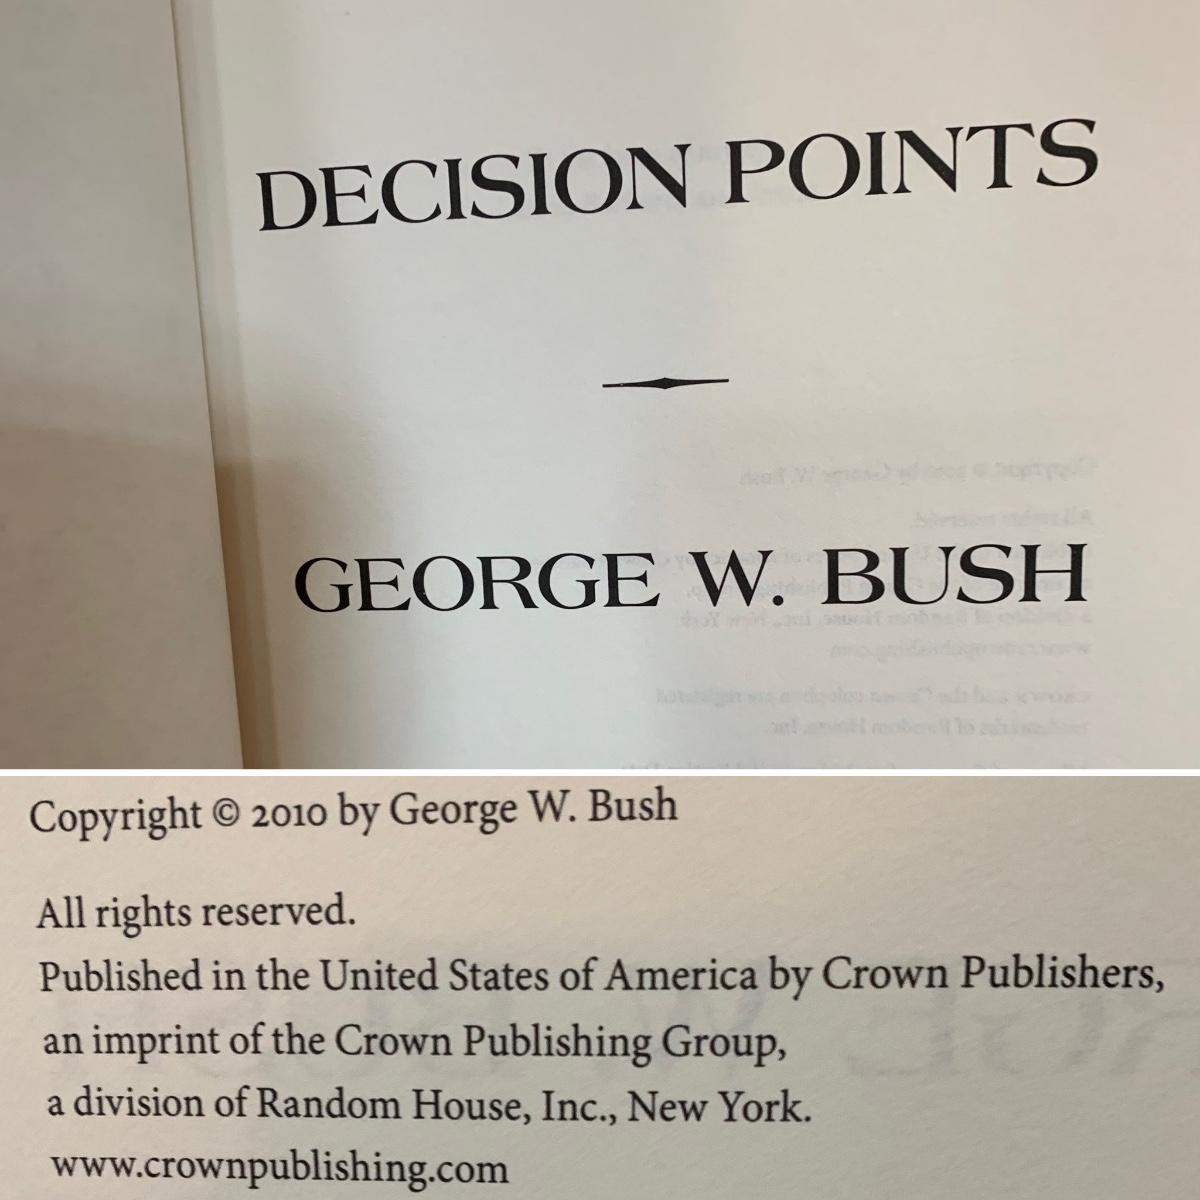 DECISION POINTS
GEORGE W. BUSH
Copyright © 2010 by George W. Bush
All rights reserved.
Published in the United States of America by Crown Publishers,
an imprint of the Crown Publishing Group,
a division of Random House, Inc., New York.
www.crownpublishing.com